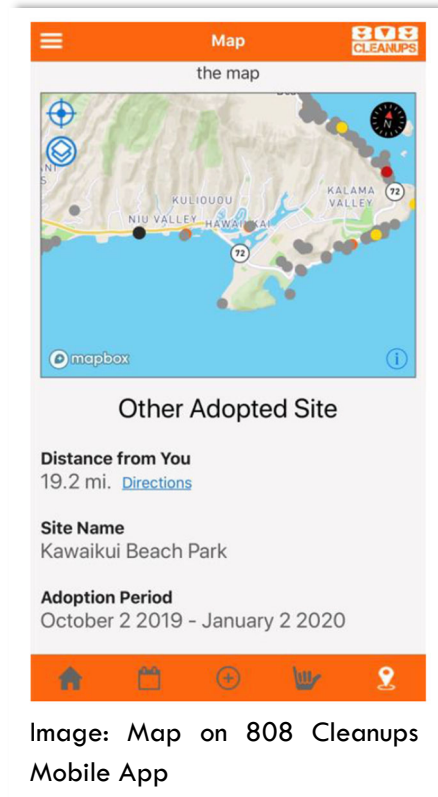 Map
808
CLEANUPS
the map
N
KULIOUOU
KALAMA
VALLEY
72
NIU VALLEY
HAWAI'I KAI
72
mapbox
i
Other Adopted Site
Distance from You
19.2 mi. Directions
Site Name
Kawaikui Beach Park
Adoption Period
October 2 2019 - January 2 2020
Image: Map on 808 Cleanups
Mobile App